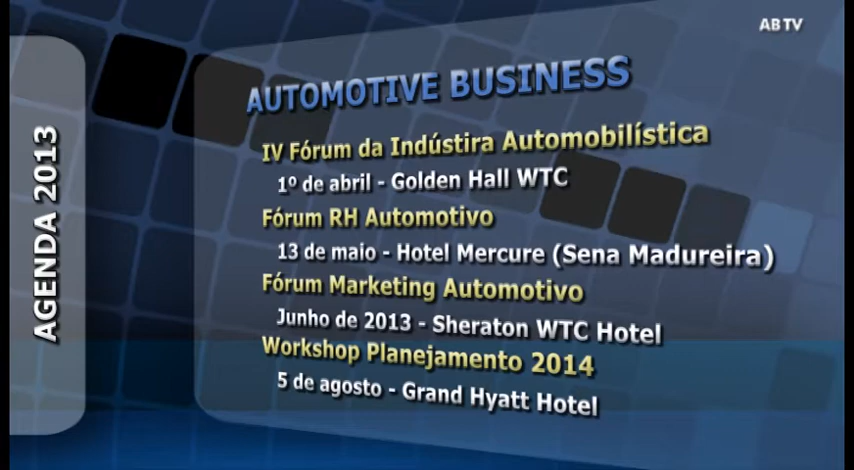 AB TV
AGENDA 2013
AUTOMOTIVE BUSINESS
IV Fórum da Indústira Automobilística
1º de abril - Golden Hall WTC
Fórum RH Automotivo
13 de maio - Hotel Mercure (Sena Madureira)
Fórum Marketing Automotivo
Junho de 2013 - Sheraton WTC Hotel
Workshop Planejamento 2014
5 de agosto - Grand Hyatt Hotel